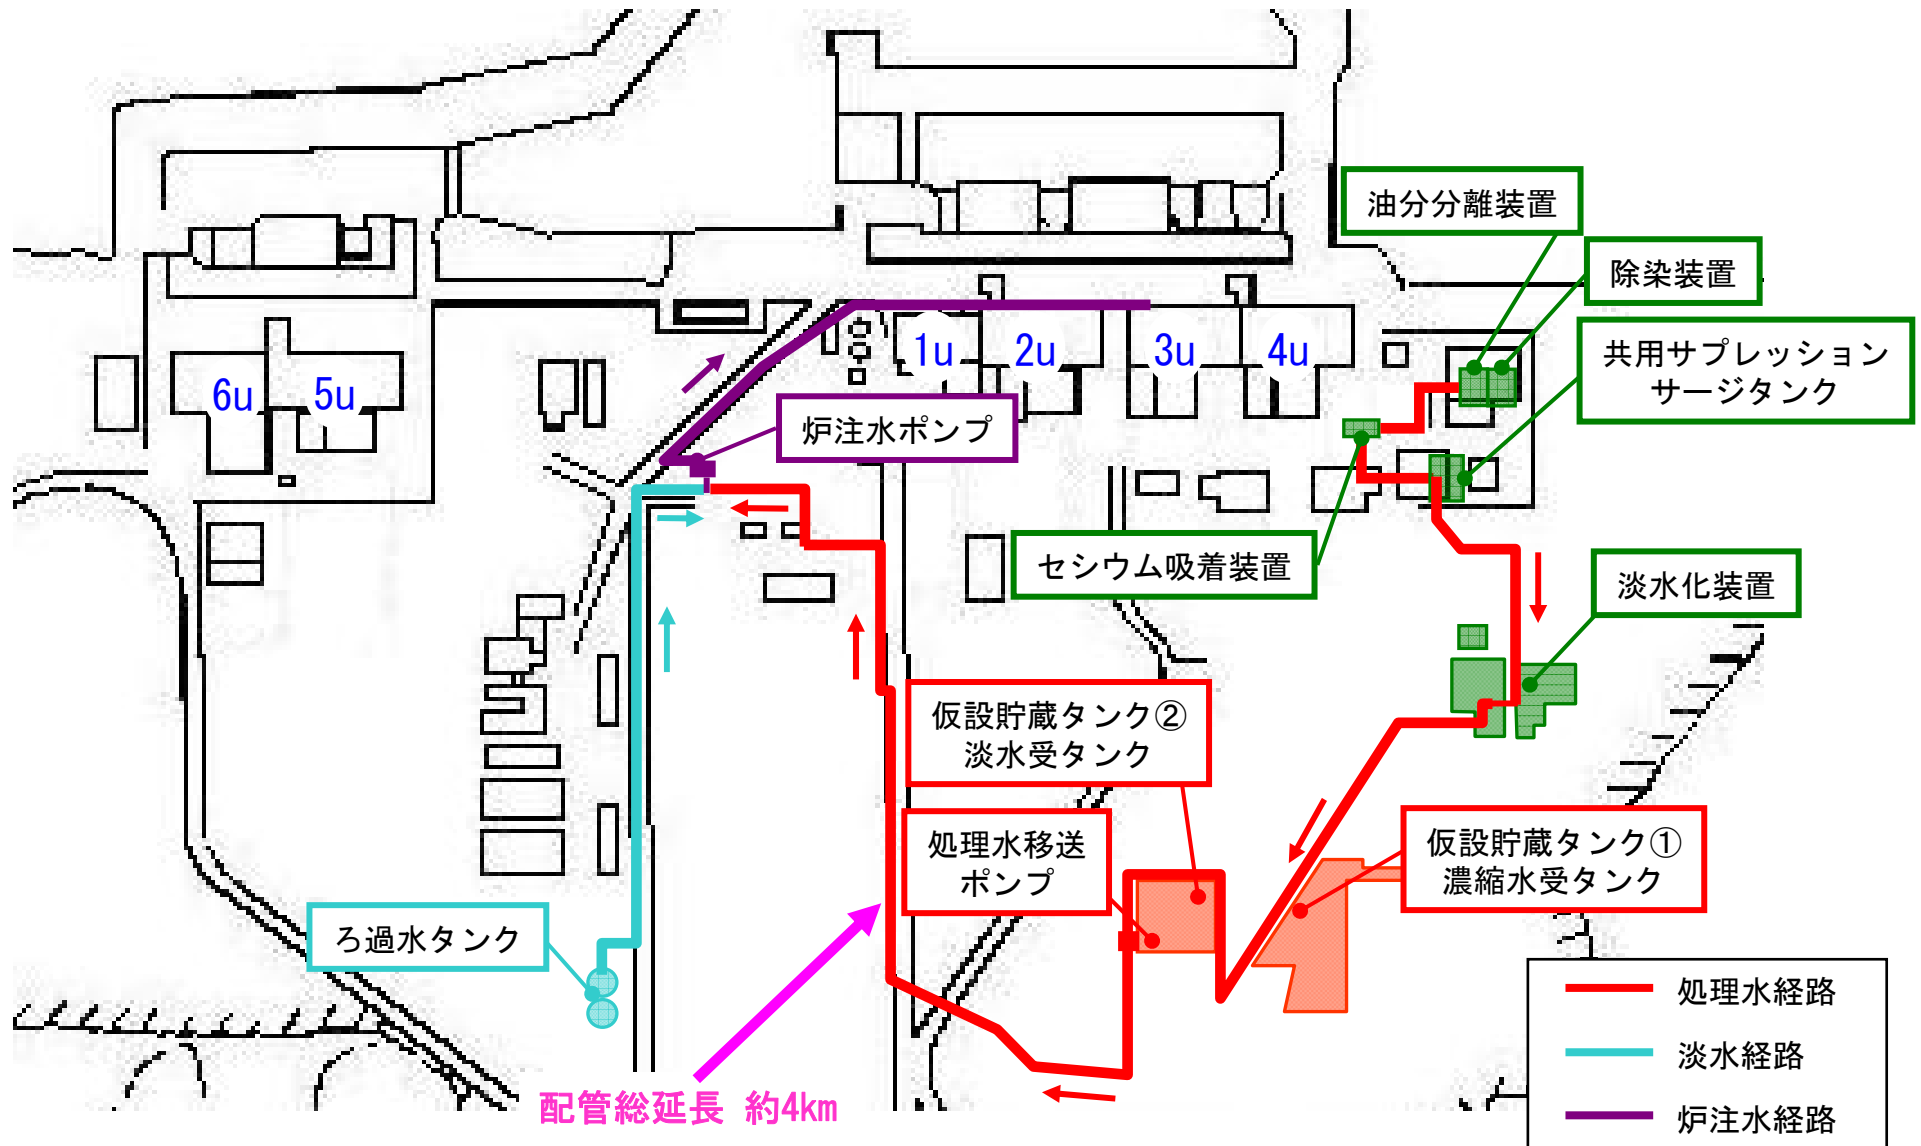 油分分離装置
除染装置
共用サプレッション
サージタンク
1u
2u
3u
4u
6u
5u
炉注水ポンプ
セシウム吸着装置
淡水化装置
仮設貯蔵タンク②
淡水受タンク
処理水移送
ポンプ
仮設貯蔵タンク①
濃縮水受タンク
ろ過水タンク
配管総延長 約4km
処理水経路
淡水経路
炉注水経路